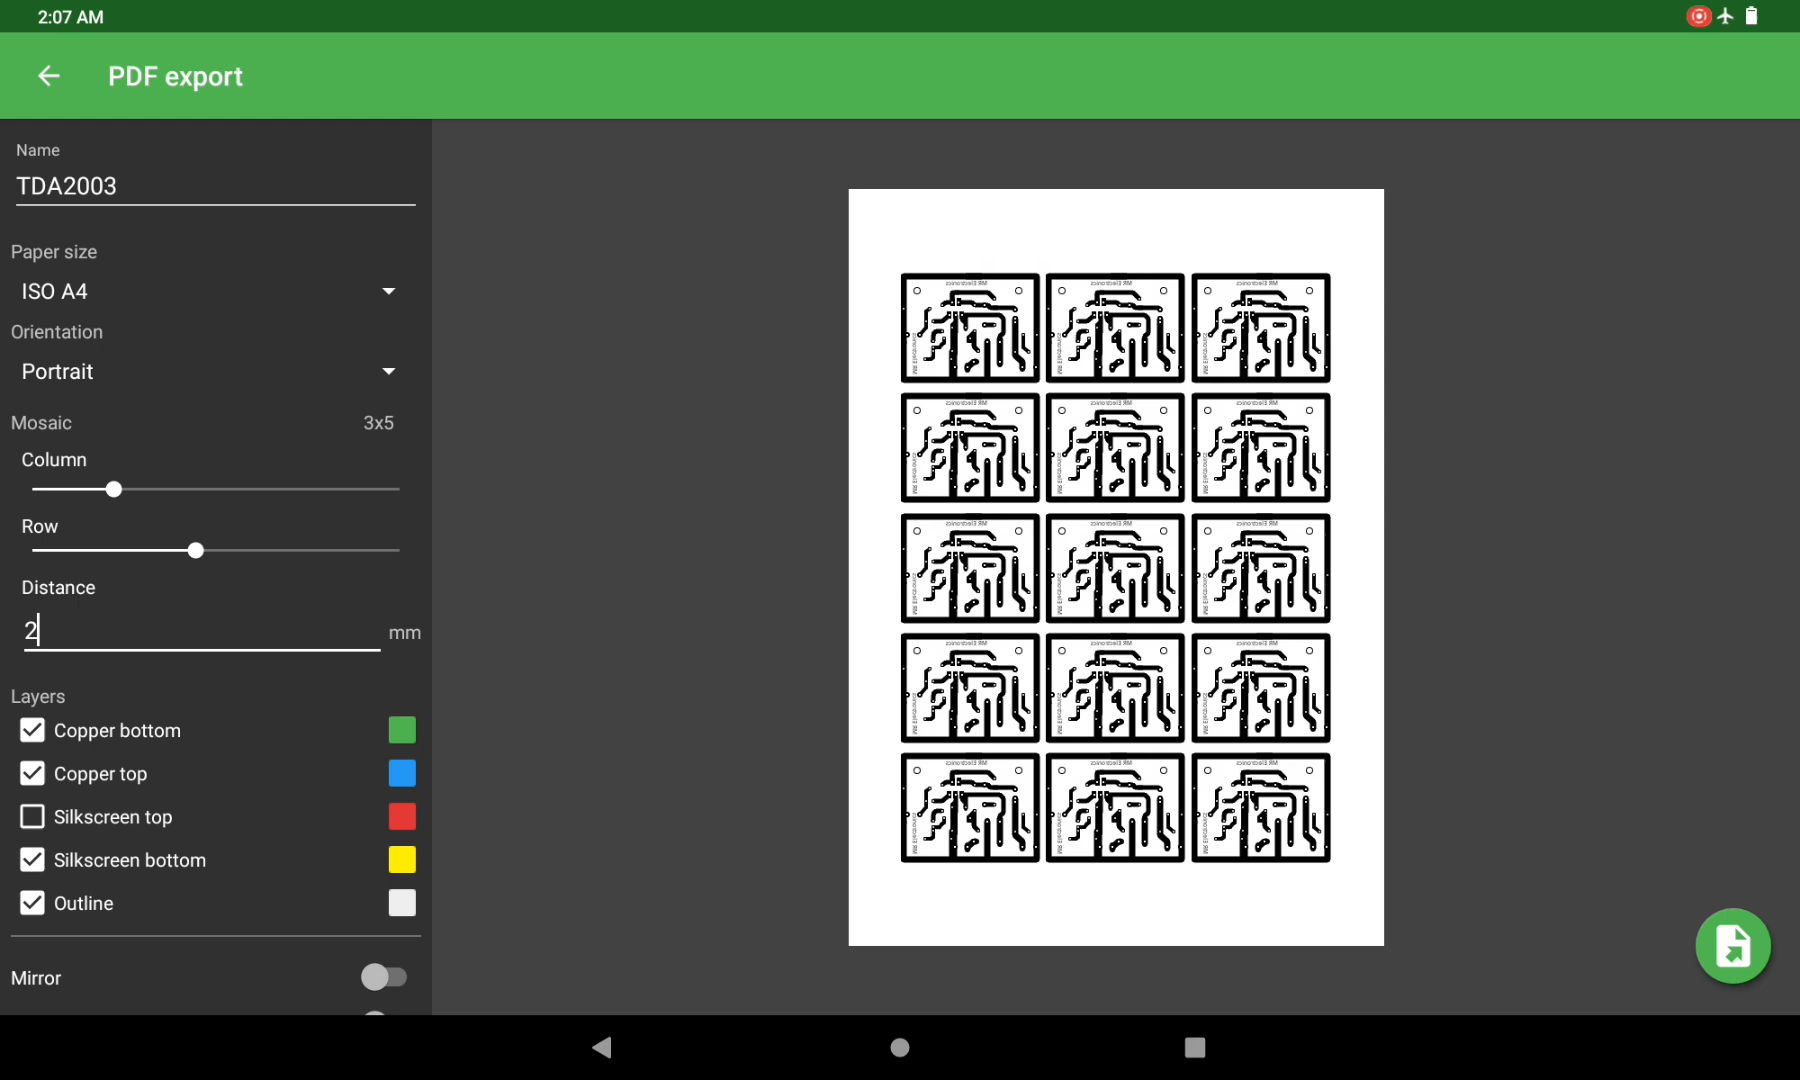 2:07 AM
PDF export
Name
TDA2003
Paper size
ISO A4
Orientation
Portrait
Mosaic 3x5
Column
Row
Distance
2 mm
Layers
Copper bottom
Copper top
Silkscreen top
Silkscreen bottom
Outline
Mirror